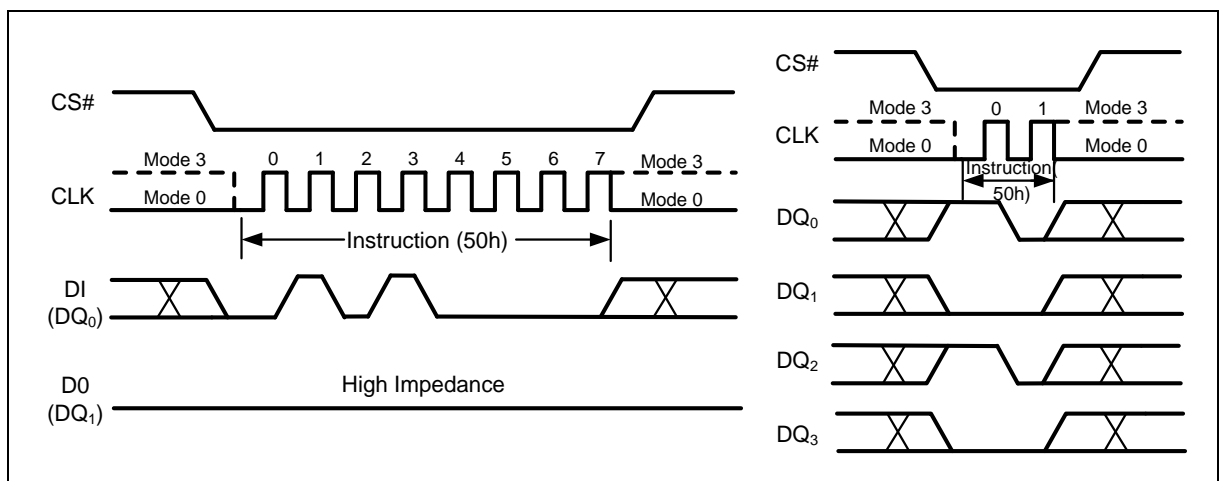 CS#
Mode 3 0 1 2 3 4 5 6 7 Mode 3
CLK
Mode 0 Mode 0
Instruction (50h)
DI
(DQ0)
D0
(DQ1)
High Impedance
CS#
Mode 3 0 1 Mode 3
CLK
Mode 0 Mode 0
Instruction(
50h)
DQ0
DQ1
DQ2
DQ3